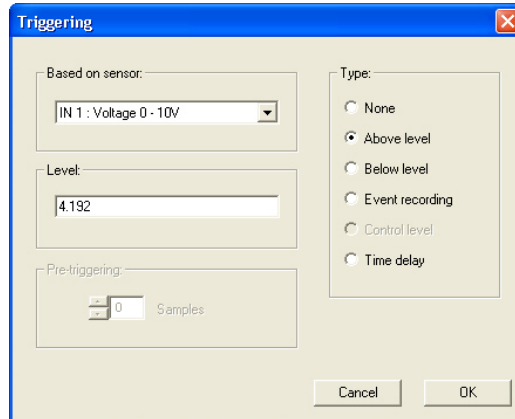 Triggering
Based on sensor:
IN 1 : Voltage 0 - 10V
Level:
4.192
Pre-triggering:
0 Samples
Type:
None
Above level
Below level
Event recording
Control level
Time delay
Cancel OK